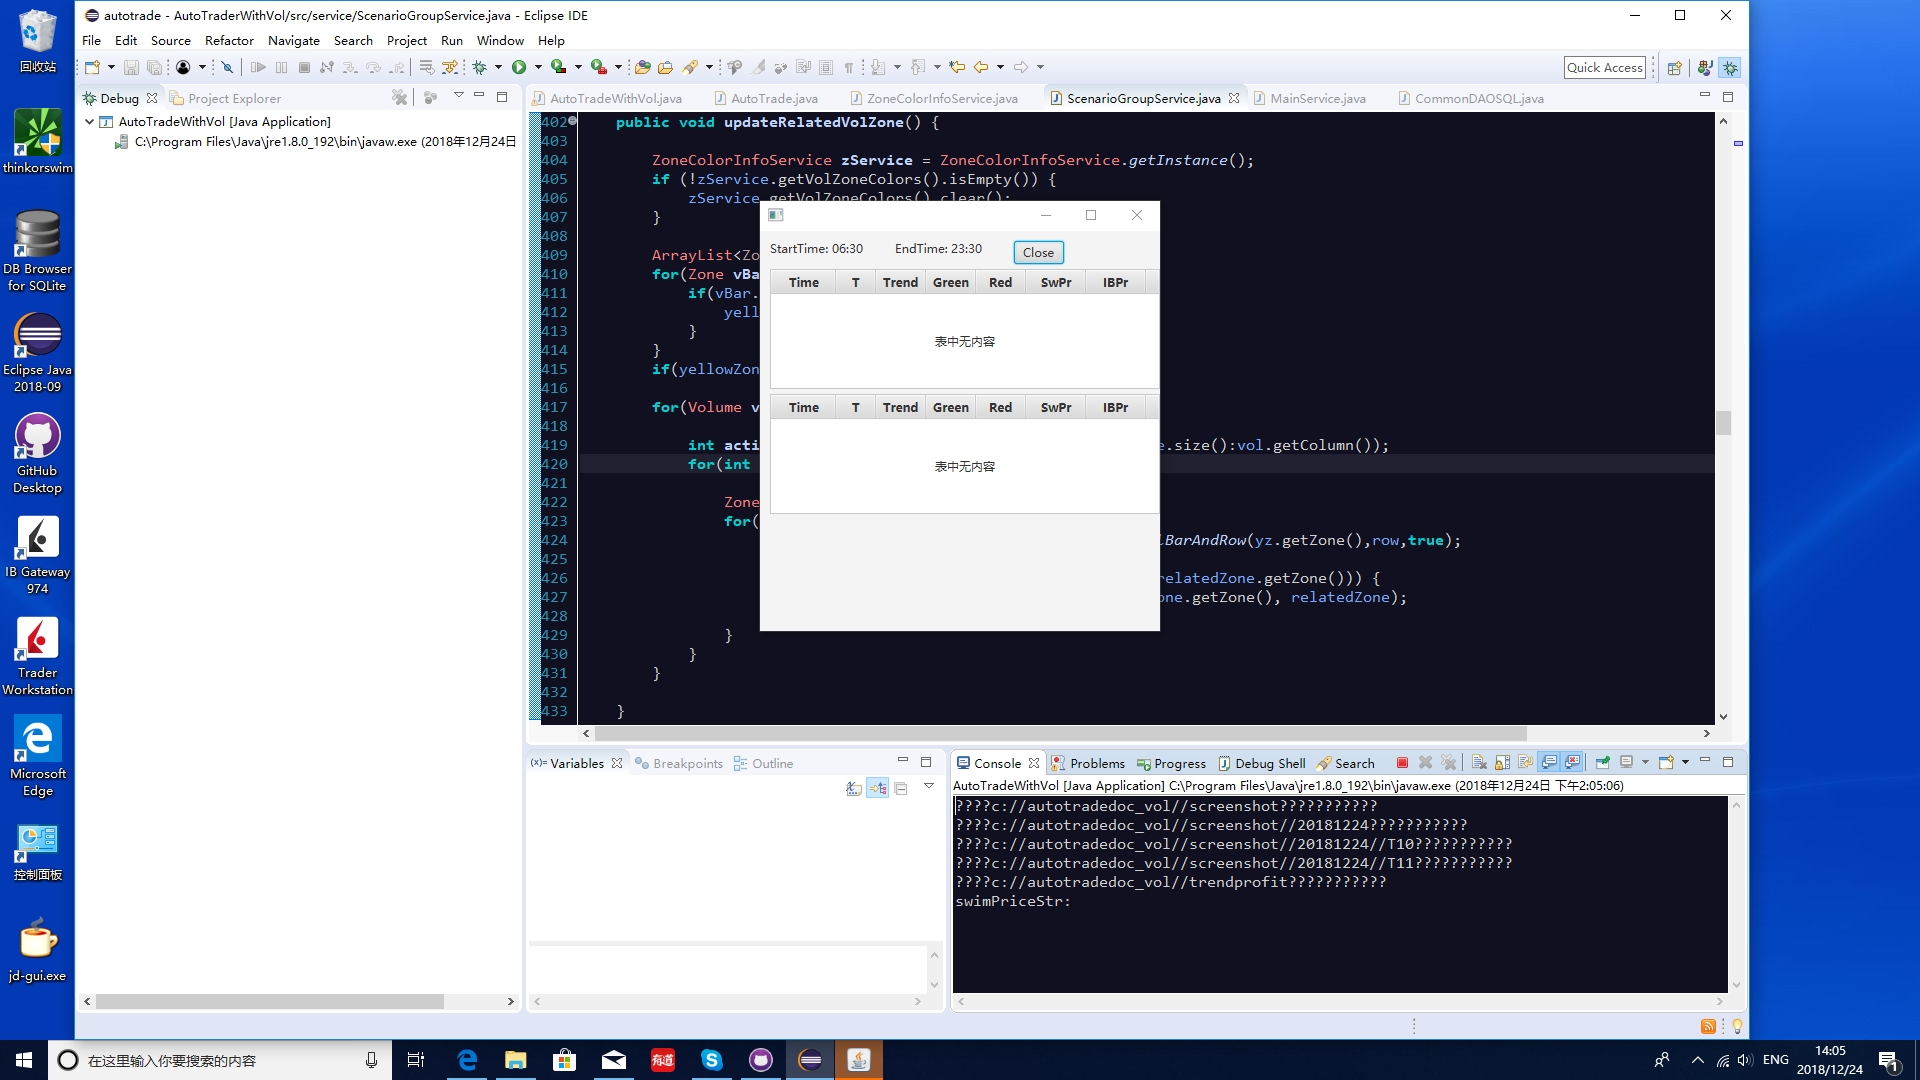 autotrade - AutoTraderWithVol/src/service/ScenarioGroupService.java - Eclipse IDE
File Edit Source Refactor Navigate Search Project Run Window Help
Quick Access
回收站
thinkorswim
DB Browser
for SQLite
Eclipse Java
2018-09
GitHub
Desktop
IB Gateway
974
Trader
Workstation
Microsoft
Edge
控制面板
jd-gui.exe
Debug Project Explorer
AutoTradeWithVol [Java Application]
C:\Program Files\Java\jre1.8.0_192\bin\javaw.exe (2018年12月24日
AutoTradeWithVol.java AutoTrade.java ZoneColorInfoService.java ScenarioGroupService.java MainService.java CommonDAOSQL.java
402 public void updateRelatedVolZone() {
403
404 ZoneColorInfoService zService = ZoneColorInfoService.getInstance();
405 if (!zService.getVolZoneColors().isEmpty()) {
406 zService.getVolZoneColors().clear();
407 }
408
409 ArrayList<Zo
410 for(Zone vBa
411 if(vBar.
412 yell
413 }
414 }
415 if(yellowZon
416
417 for(Volume v
418
419 int acti e.size():vol.getColumn());
420 for(int
421
422 Zone
423 for(
424 lBarAndRow(yz.getZone(),row,true);
425
426 relatedZone.getZone())) {
427 one.getZone(), relatedZone);
428
429 }
430 }
431 }
432
433 }
StartTime: 06:30 EndTime: 23:30 Close
Time T Trend Green Red SwPr IBPr
表中无内容
Time T Trend Green Red SwPr IBPr
表中无内容
(x)= Variables Breakpoints Outline
Console Problems Progress Debug Shell Search
AutoTradeWithVol [Java Application] C:\Program Files\Java\jre1.8.0_192\bin\javaw.exe (2018年12月24日 下午2:05:06)
????c://autotradedoc_vol//screenshot???????????
????c://autotradedoc_vol//screenshot//20181224???????????
????c://autotradedoc_vol//screenshot//20181224//T10???????????
????c://autotradedoc_vol//screenshot//20181224//T11???????????
????c://autotradedoc_vol//trendprofit???????????
swimPriceStr:
在这里输入你要搜索的内容
有道
ENG
14:05
2018/12/24
1